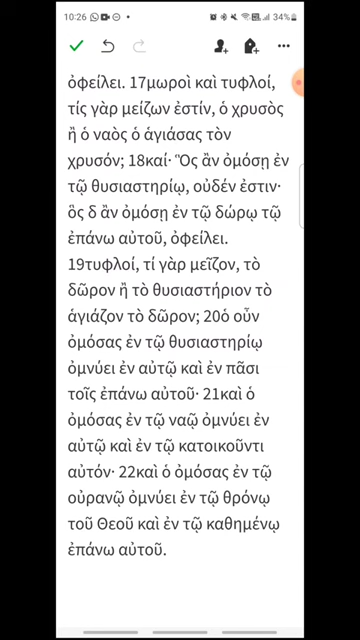 10:26
34%
ὀφείλει. 17μωροὶ καὶ τυφλοί,
τίς γὰρ μείζων ἐστίν, ὁ χρυσὸς
ἢ ὁ ναὸς ὁ ἁγιάσας τὸν
χρυσόν; 18καί· Ὃς ἂν ὀμόσῃ ἐν
τῷ θυσιαστηρίῳ, οὐδέν ἐστιν·
ὃς δ ἂν ὀμόσῃ ἐν τῷ δώρῳ τῷ
ἐπάνω αὐτοῦ, ὀφείλει.
19τυφλοί, τί γὰρ μεῖζον, τὸ
δῶρον ἢ τὸ θυσιαστήριον τὸ
ἁγιάζον τὸ δῶρον; 20ὁ οὖν
ὀμόσας ἐν τῷ θυσιαστηρίῳ
ὀμνύει ἐν αὐτῷ καὶ ἐν πᾶσι
τοῖς ἐπάνω αὐτοῦ· 21καὶ ὁ
ὀμόσας ἐν τῷ ναῷ ὀμνύει ἐν
αὐτῷ καὶ ἐν τῷ κατοικοῦντι
αὐτόν· 22καὶ ὁ ὀμόσας ἐν τῷ
οὐρανῷ ὀμνύει ἐν τῷ θρόνῳ
τοῦ Θεοῦ καὶ ἐν τῷ καθημένῳ
ἐπάνω αὐτοῦ.